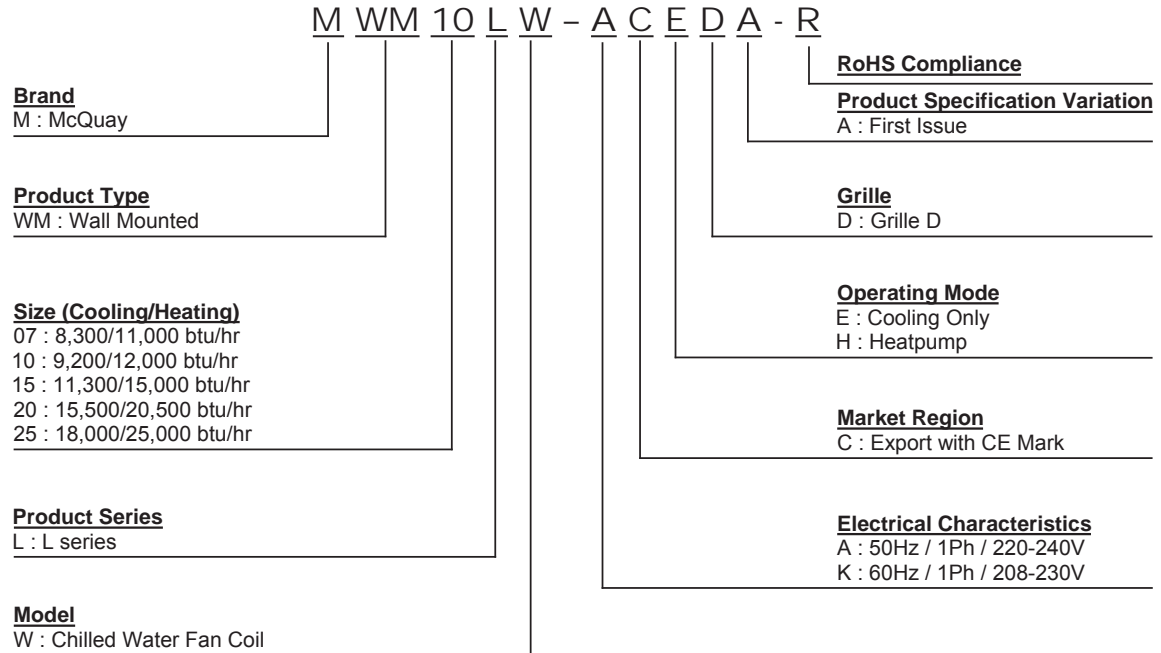 M WM 10 L W – A C E D A - R
Brand
M : McQuay
Product Type
WM : Wall Mounted
Size (Cooling/Heating)
07 : 8,300/11,000 btu/hr
10 : 9,200/12,000 btu/hr
15 : 11,300/15,000 btu/hr
20 : 15,500/20,500 btu/hr
25 : 18,000/25,000 btu/hr
Product Series
L : L series
Model
W : Chilled Water Fan Coil
RoHS Compliance
Product Specification Variation
A : First Issue
Grille
D : Grille D
Operating Mode
E : Cooling Only
H : Heatpump
Market Region
C : Export with CE Mark
Electrical Characteristics
A : 50Hz / 1Ph / 220-240V
K : 60Hz / 1Ph / 208-230V